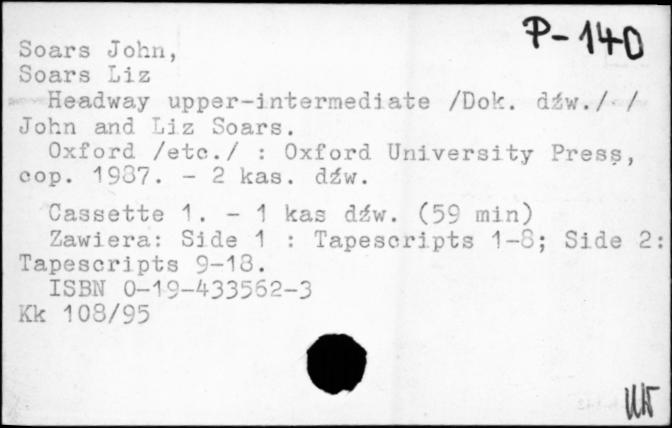 P-140
Soars John,
Soars Liz
Headway upper-intermediate /Dok. dźw./ /
John and Liz Soars.
Oxford /etc./ : Oxford University Press,
cop. 1987. - 2 kas. dźw.
Cassette 1. - 1 kas dźw. (59 min)
Zawiera: Side 1 : Tapescripts 1-8; Side 2:
Tapescripts 9-18.
ISBN 0-19-433562-3
Kk 108/95